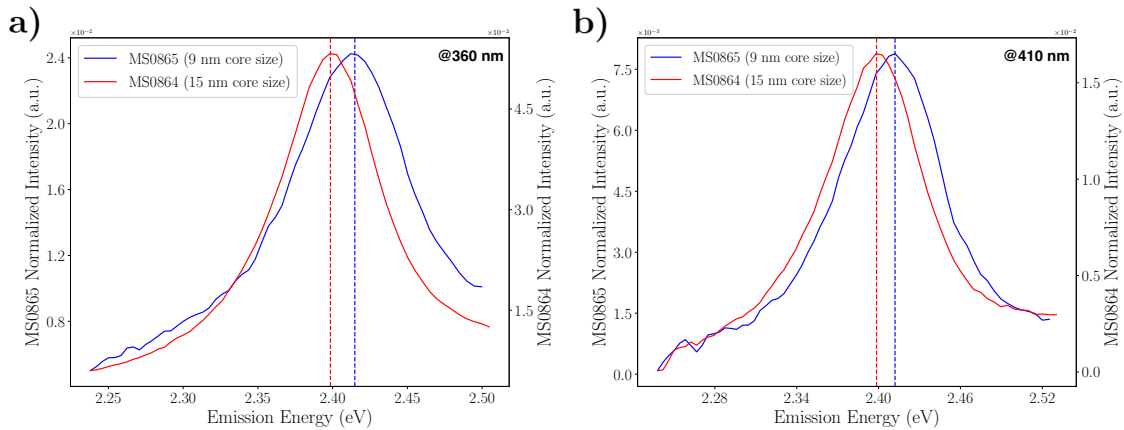 a)
×10⁻²
×10⁻²
@360 nm
MS0865 (9 nm core size)
MS0864 (15 nm core size)
2.4
2.0
1.6
1.2
0.8
MS0865 Normalized Intensity (a.u.)
4.5
3.0
1.5
MS0864 Normalized Intensity (a.u.)
2.25 2.30 2.35 2.40 2.45 2.50
Emission Energy (eV)
b)
×10⁻³
×10⁻²
@410 nm
MS0865 (9 nm core size)
MS0864 (15 nm core size)
7.5
6.0
4.5
3.0
1.5
0.0
MS0865 Normalized Intensity (a.u.)
1.5
1.0
0.5
0.0
MS0864 Normalized Intensity (a.u.)
2.28 2.34 2.40 2.46 2.52
Emission Energy (eV)